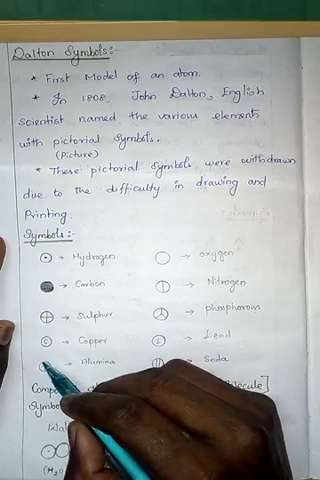 Dalton Symbols:-
* First Model of an atom.
* In 1808, John Dalton, English
scientist named the various elements
with pictorial symbols.
(Picture)
* These pictorial symbols were withdrawn
due to the difficulty in drawing and
Printing.
Symbols:-
→ Hydrogen → oxygen
→ Carbon → Nitrogen
→ Sulpher → phosphorous
C → Copper L → Lead
→ Alumina → Soda
Symbol
(H2O)